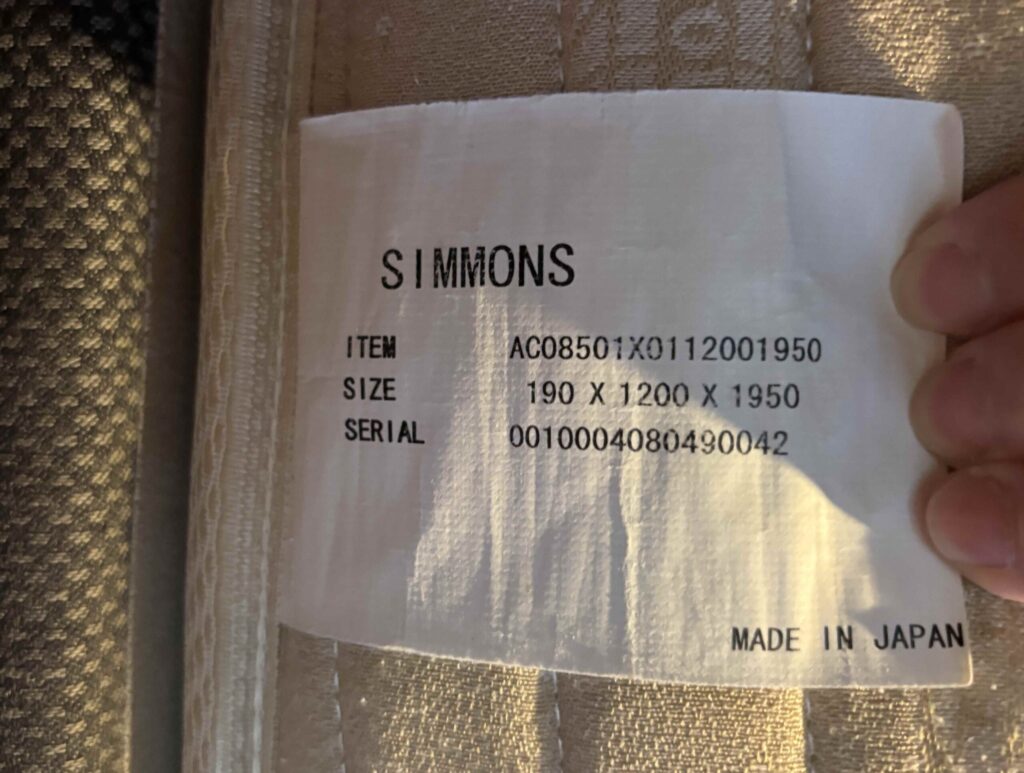 SIMMONS
ITEM AC08501X0112001950
SIZE 190 X 1200 X 1950
SERIAL 0010004080490042
MADE IN JAPAN